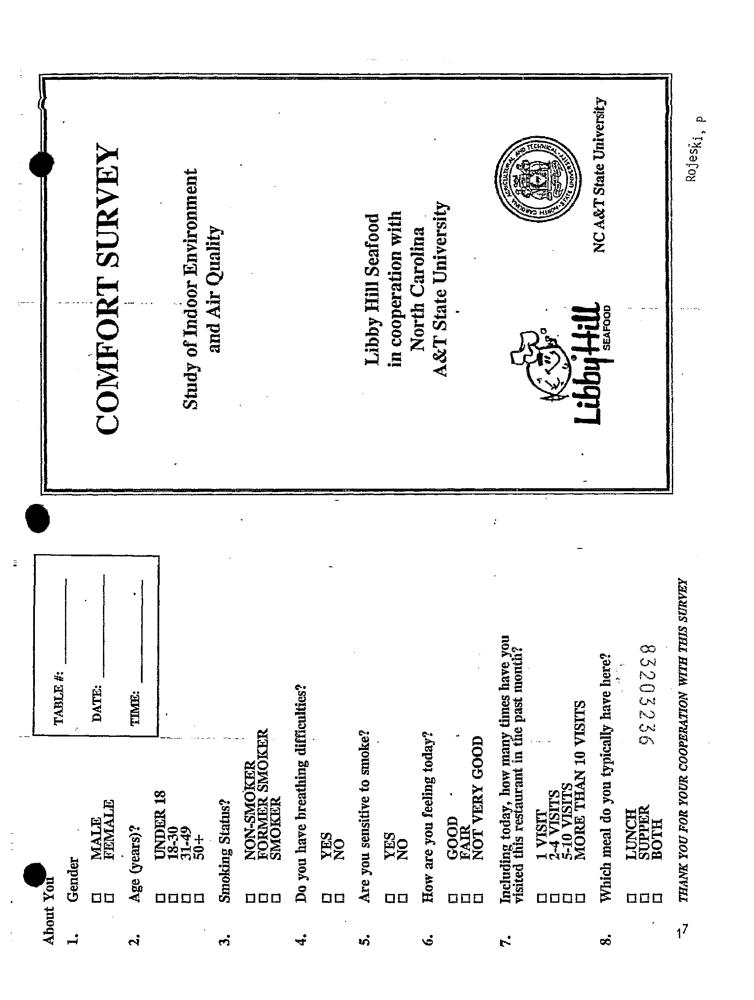 About You
TABLE #:
DATE:
TIME:
1. Gender
MALE
FEMALE
2. Age (years)?
UNDER 18
18-30
31-49
50+
3. Smoking Status?
NON-SMOKER
FORMER SMOKER
SMOKER
4. Do you have breathing difficulties?
YES
NO
5. Are you sensitive to smoke?
YES
NO
6. How are you feeling today?
GOOD
FAIR
NOT VERY GOOD
7. Including today, how many times have you
visited this restaurant in the past month?
1 VISIT
2-4 VISITS
5-10 VISITS
MORE THAN 10 VISITS
8. Which meal do you typically have here?
LUNCH
SUPPER
BOTH
83203236
THANK YOU FOR YOUR COOPERATION WITH THIS SURVEY
17
COMFORT SURVEY
Study of Indoor Environment
and Air Quality
Libby Hill Seafood
in cooperation with
North Carolina
A&T State University
Libby Hill
SEAFOOD
NC A&T State University
Rojeski, p